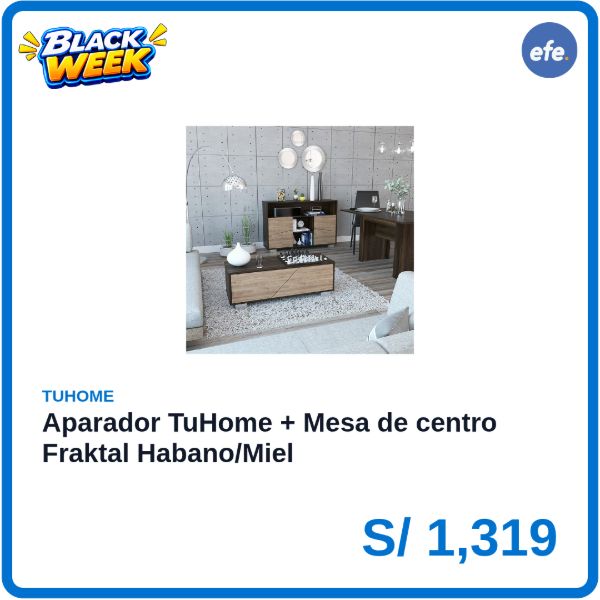 BLACK
WEEK
efe.
TUHOME
Aparador TuHome + Mesa de centro
Fraktal Habano/Miel
S/ 1,319